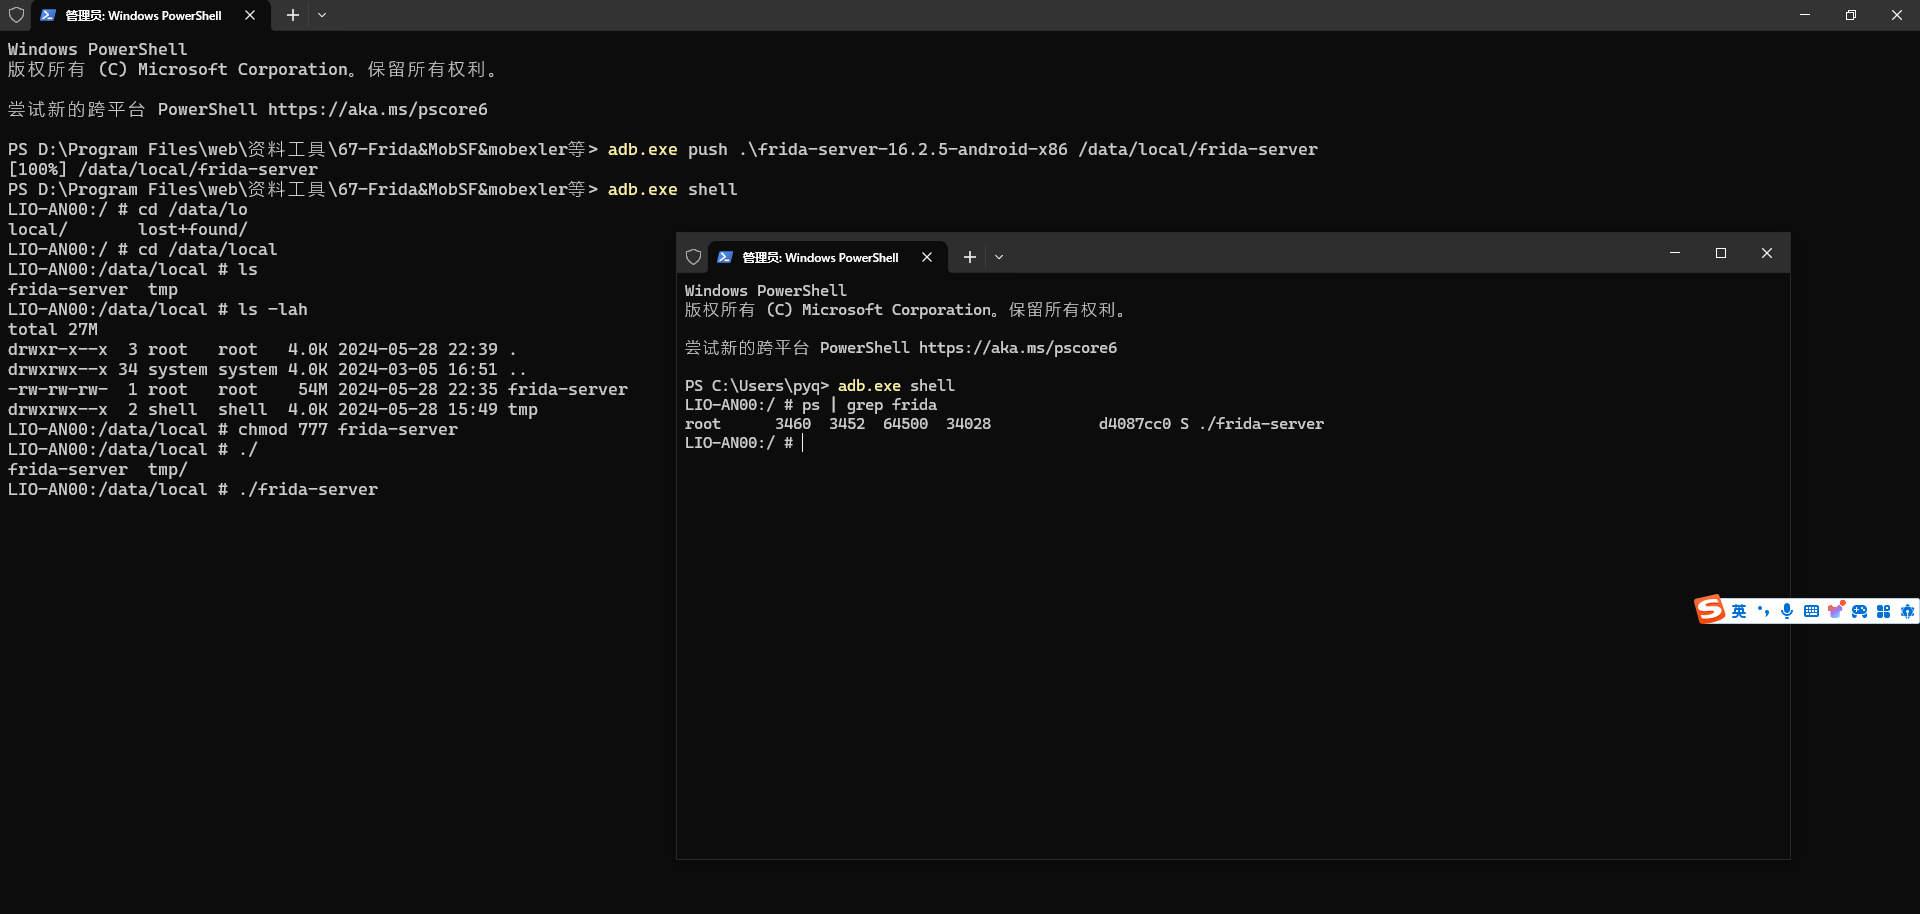 管理员: Windows PowerShell
Windows PowerShell
版权所有 (C) Microsoft Corporation。保留所有权利。
尝试新的跨平台 PowerShell https://aka.ms/pscore6
PS D:\Program Files\web\资料工具\67-Frida&MobSF&mobexler等> adb.exe push .\frida-server-16.2.5-android-x86 /data/local/frida-server
[100%] /data/local/frida-server
PS D:\Program Files\web\资料工具\67-Frida&MobSF&mobexler等> adb.exe shell
LIO-AN00:/ # cd /data/lo
local/       lost+found/
LIO-AN00:/ # cd /data/local
LIO-AN00:/data/local # ls
frida-server  tmp
LIO-AN00:/data/local # ls -lah
total 27M
drwxr-x--x  3 root   root   4.0K 2024-05-28 22:39 .
drwxrwx--x 34 system system 4.0K 2024-03-05 16:51 ..
-rw-rw-rw-  1 root   root    54M 2024-05-28 22:35 frida-server
drwxrwx--x  2 shell  shell  4.0K 2024-05-28 15:49 tmp
LIO-AN00:/data/local # chmod 777 frida-server
LIO-AN00:/data/local # ./
frida-server  tmp/
LIO-AN00:/data/local # ./frida-server
管理员: Windows PowerShell
Windows PowerShell
版权所有 (C) Microsoft Corporation。保留所有权利。
尝试新的跨平台 PowerShell https://aka.ms/pscore6
PS C:\Users\pyq> adb.exe shell
LIO-AN00:/ # ps | grep frida
root      3460  3452  64500  34028            d4087cc0 S ./frida-server
LIO-AN00:/ #
英